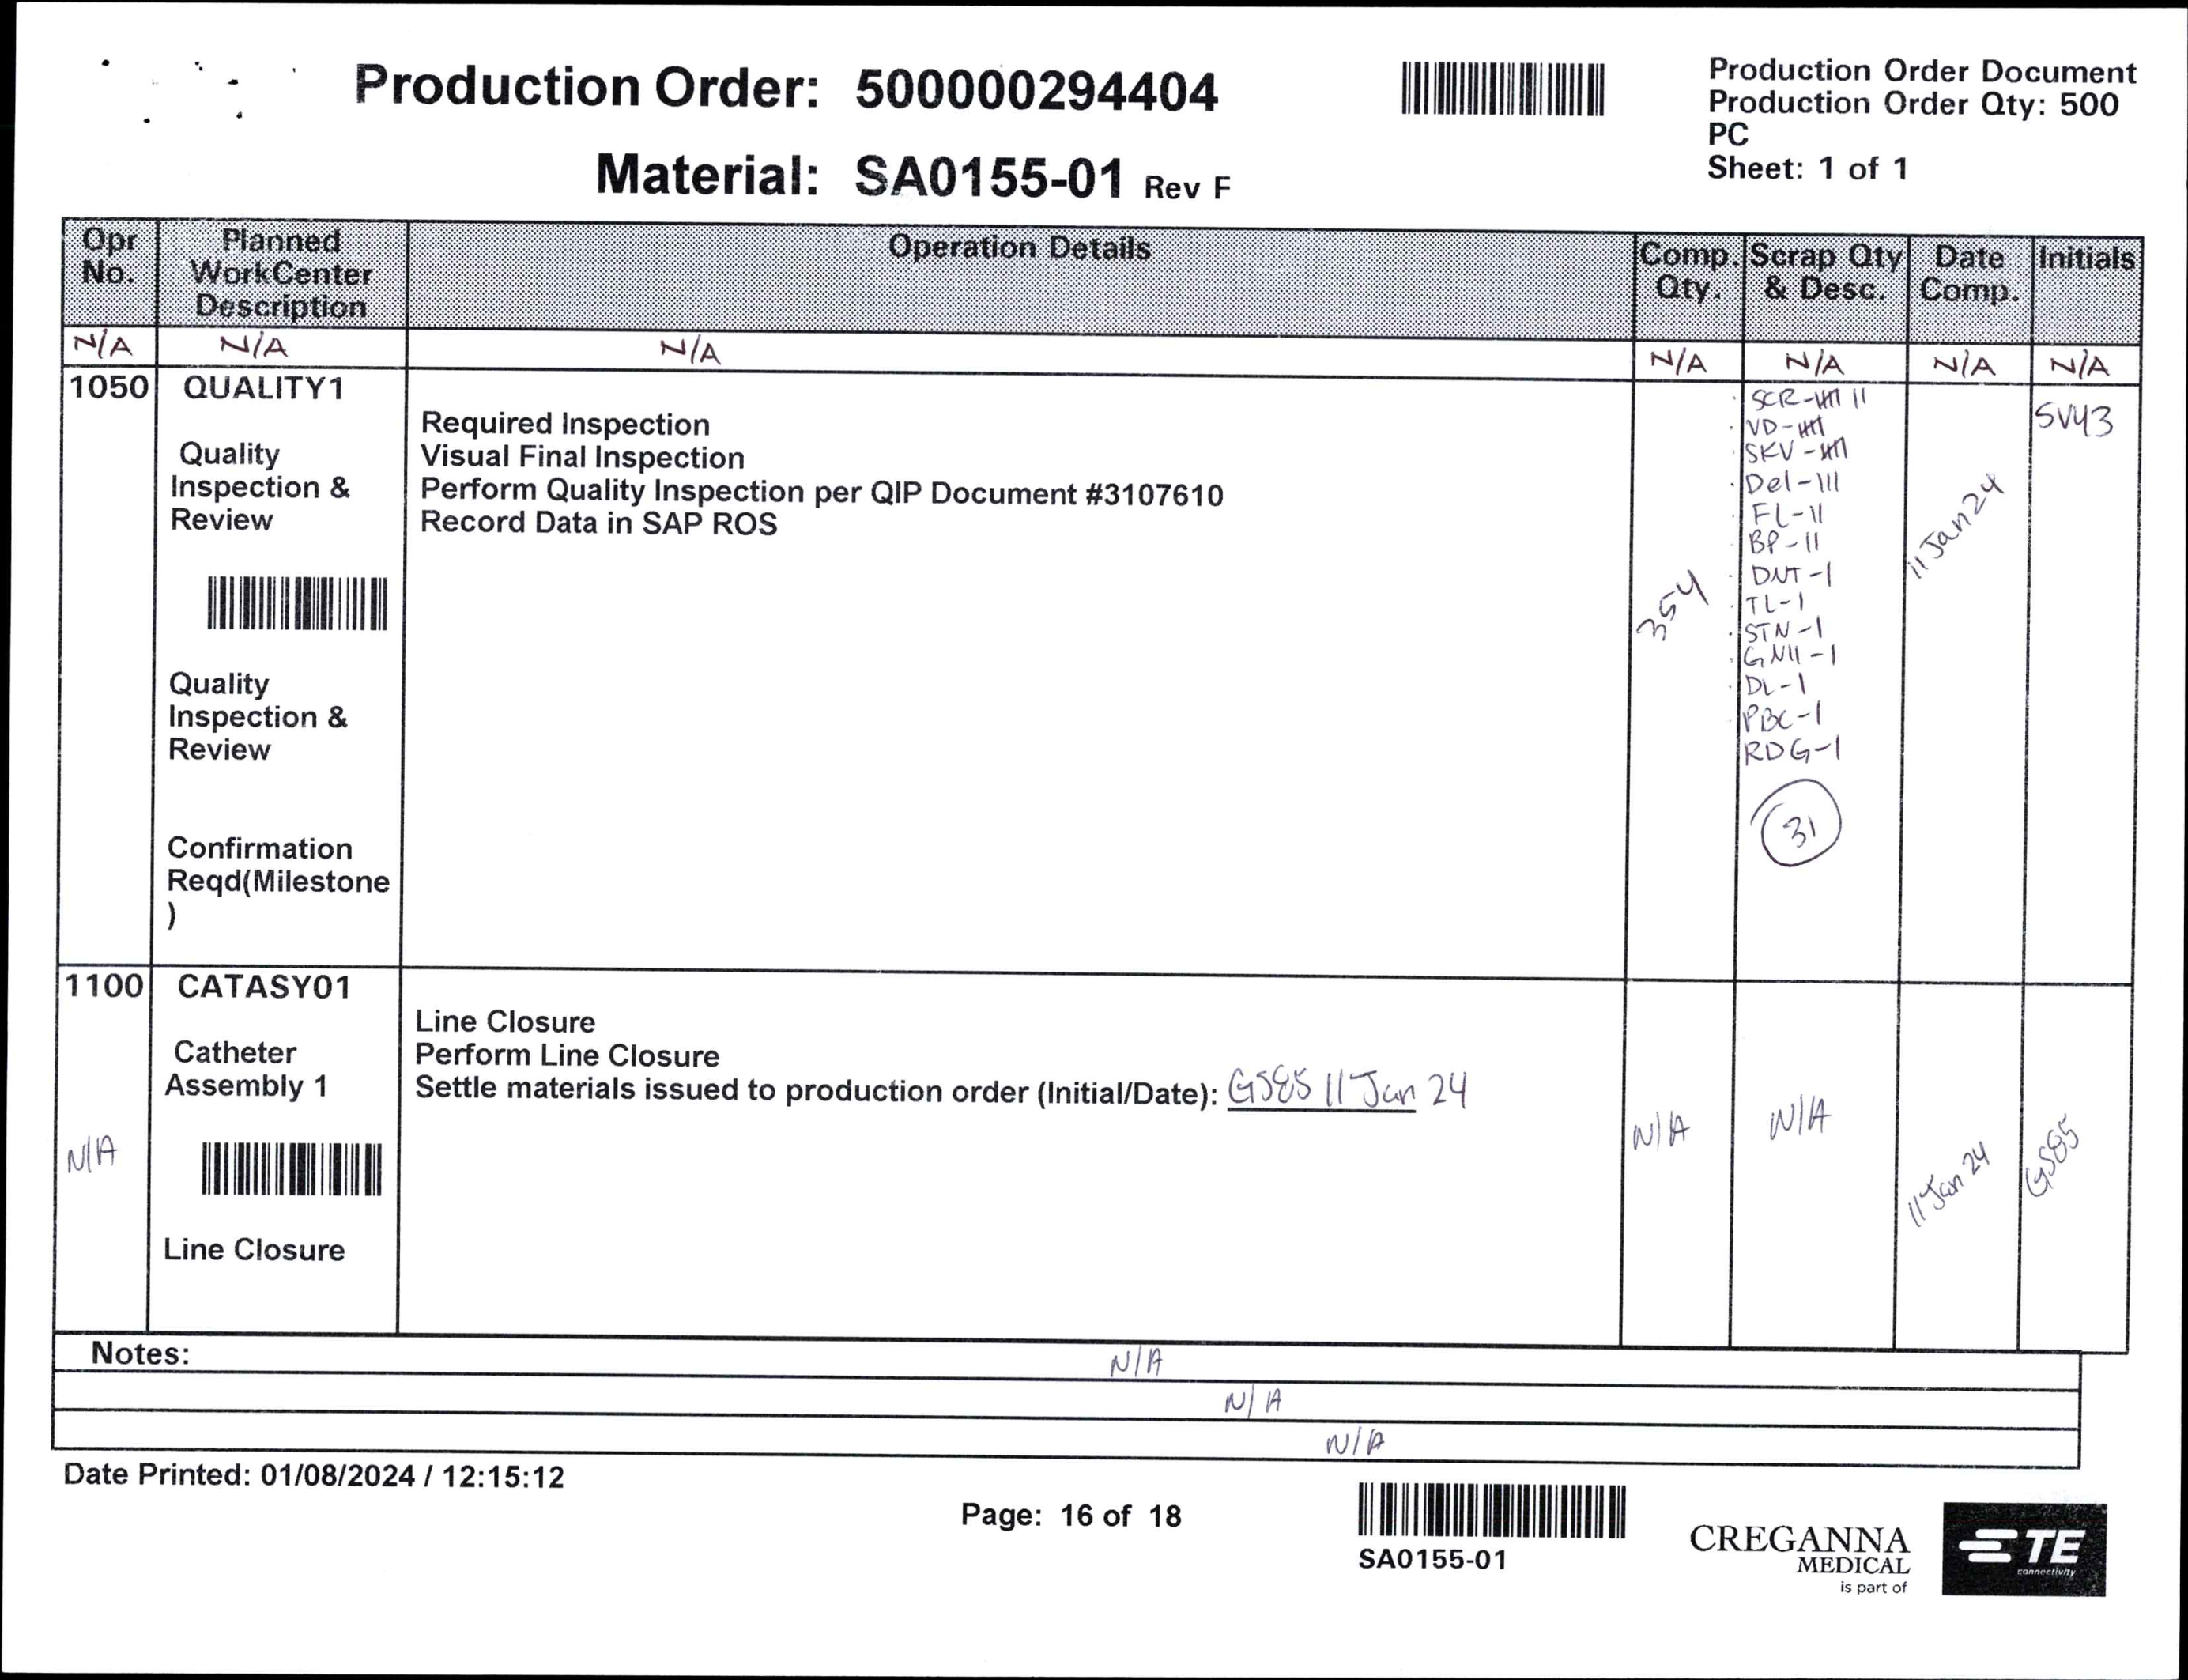 Production Order: 500000294404
Material: SA0155-01 Rev F
Production Order Document
Production Order Qty: 500
PC
Sheet: 1 of 1
Opr No. Planned WorkCenter Description Operation Details Comp. Qty. Scrap Qty & Desc. Date Comp. Initials
N/A N/A N/A N/A N/A N/A N/A
1050 QUALITY1
Quality
Inspection &
Review
Quality
Inspection &
Review
Confirmation
Reqd(Milestone
)
Required Inspection
Visual Final Inspection
Perform Quality Inspection per QIP Document #3107610
Record Data in SAP ROS
354
SCR-卌 II
VD-卌
SKV-卌
Del-III
FL-II
BP-II
DNT-1
TL-1
STN-1
DL-1
PBC-1
RDG-1
31
11 Jan 24
SV43
1100 CATASY01
Catheter
Assembly 1
N/A
Line Closure
Line Closure
Perform Line Closure
Settle materials issued to production order (Initial/Date): GS85 11 Jan 24
N/A
N/A
11 Jan 24
GS85
Notes: N/A
N/A
N/A
Date Printed: 01/08/2024 / 12:15:12
Page: 16 of 18
SA0155-01
CREGANNA
MEDICAL
is part of
TE
connectivity